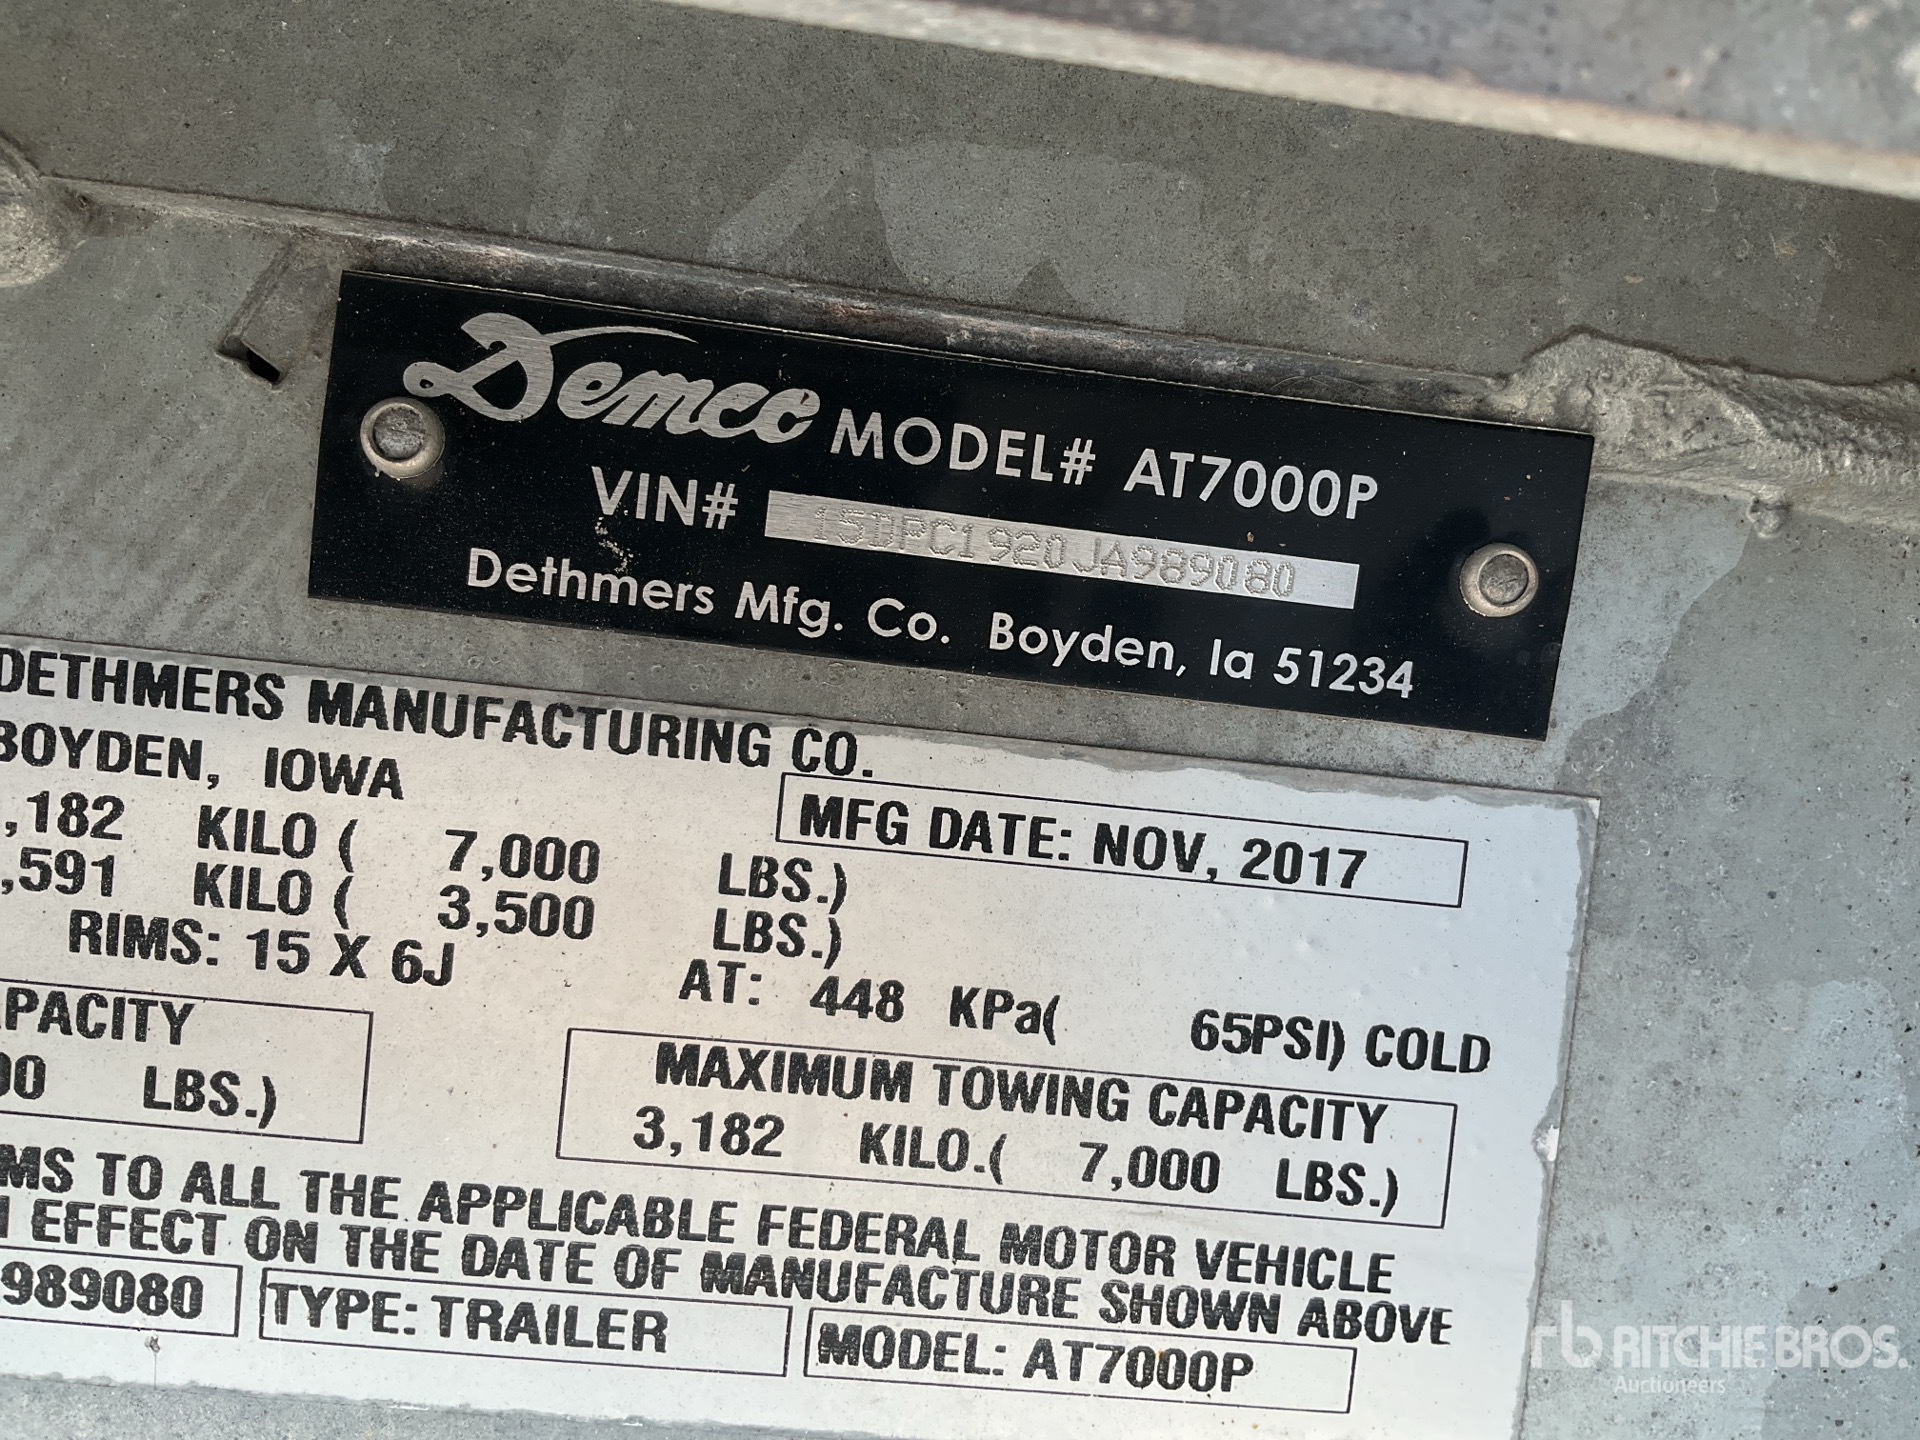 Demco MODEL# AT7000P
VIN# 15DPC1920JA989080
Dethmers Mfg. Co. Boyden, Ia 51234
DETHMERS MANUFACTURING CO.
BOYDEN, IOWA
MFG DATE: NOV, 2017
,182 KILO ( 7,000 LBS.)
,591 KILO ( 3,500 LBS.)
RIMS: 15 X 6J AT: 448 KPa( 65PSI) COLD
PACITY
00 LBS.)
MAXIMUM TOWING CAPACITY
3,182 KILO.( 7,000 LBS.)
MS TO ALL THE APPLICABLE FEDERAL MOTOR VEHICLE
EFFECT ON THE DATE OF MANUFACTURE SHOWN ABOVE
989080 TYPE: TRAILER MODEL: AT7000P
rb RITCHIE BROS.
Auctioneers